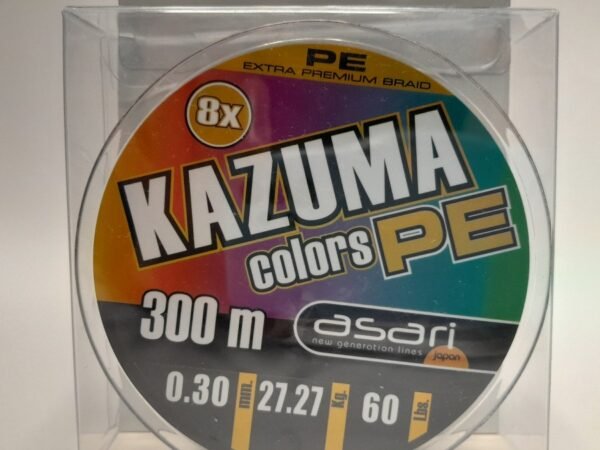 PE
EXTRA PREMIUM BRAID
8x
KAZUMA
colors PE
300 m
asari
new generation lines
japan
0.30 mm. 27.27 Kg. 60 Lbs.